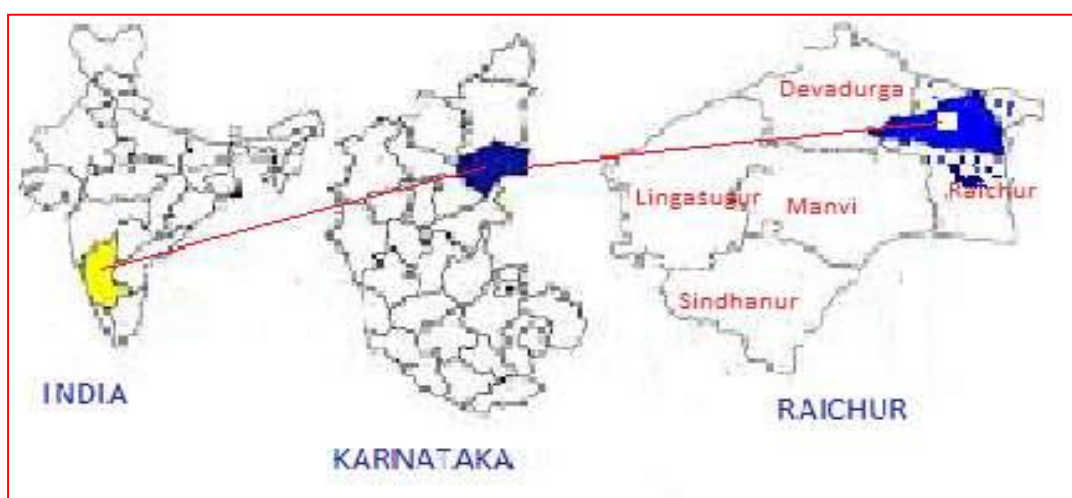 Devadurga
Raichur
Lingasugur
Manvi
Sindhanur
INDIA
RAICHUR
KARNATAKA